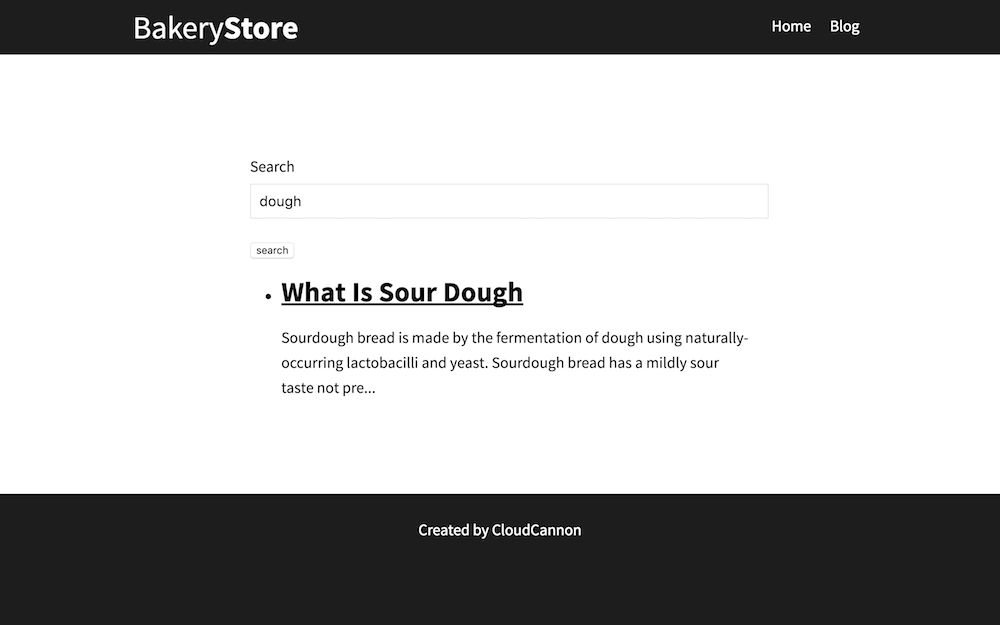 BakeryStore
Home Blog
Search
dough
search
What Is Sour Dough
Sourdough bread is made by the fermentation of dough using naturally-
occurring lactobacilli and yeast. Sourdough bread has a mildly sour
taste not pre...
Created by CloudCannon